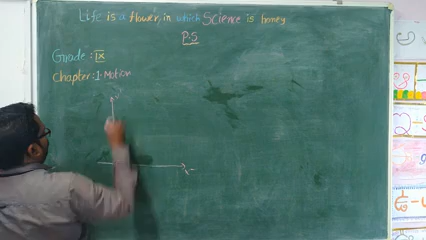 Life is a flower, in which Science is honey
P.S
Grade : IX
Chapter : 1. Motion